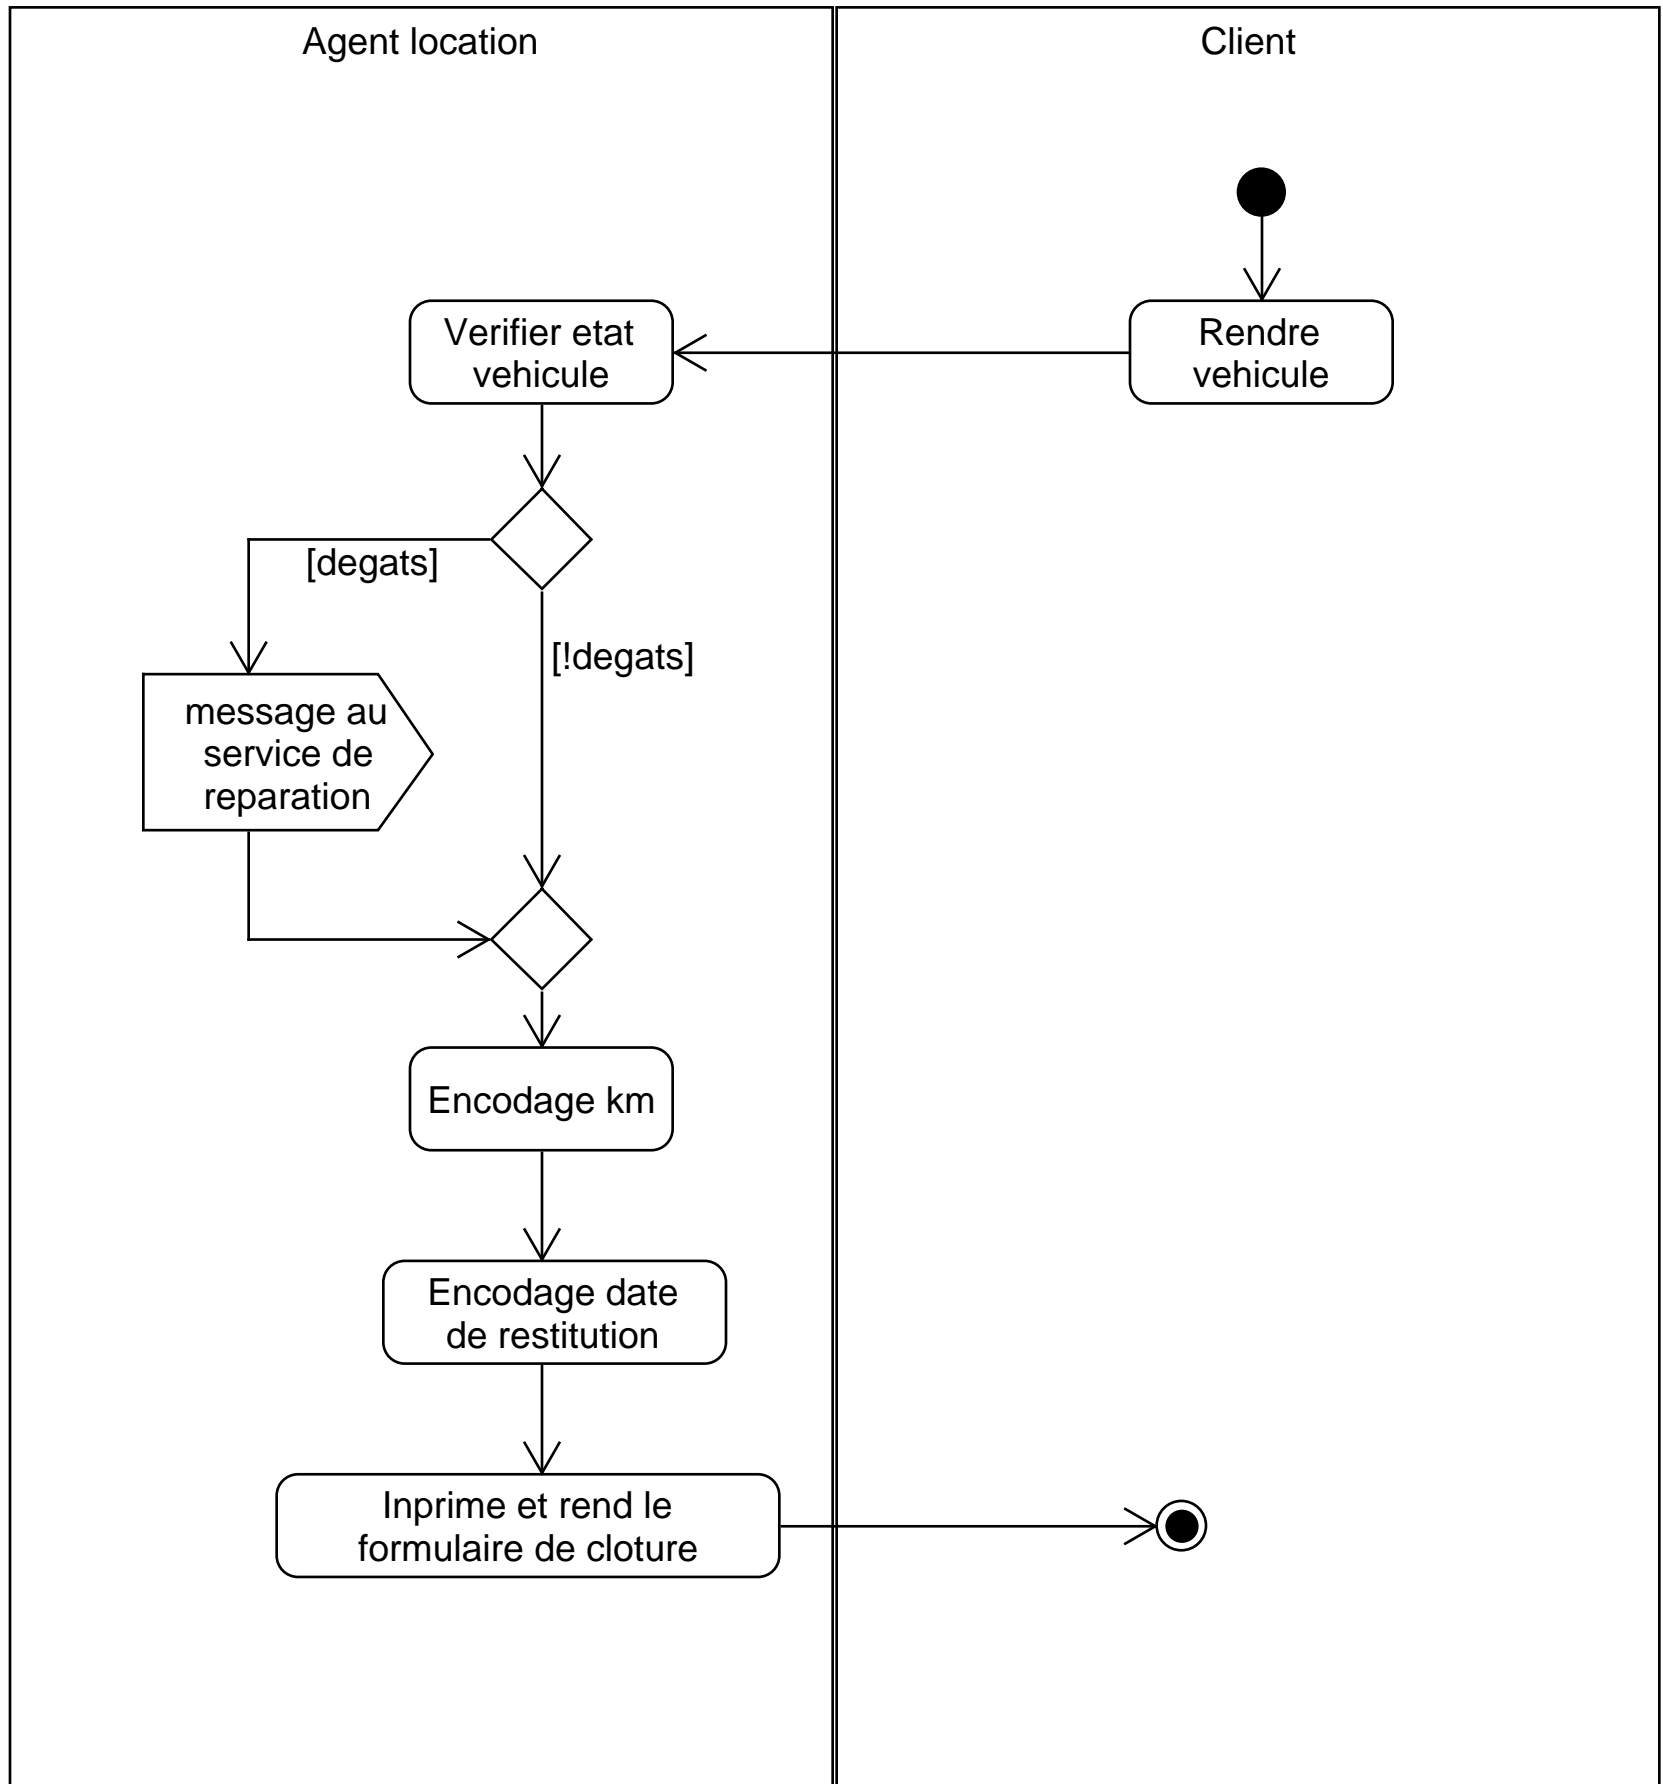 Agent location
Client
Verifier etat
vehicule
Rendre
vehicule
[degats]
[!degats]
message au
service de
reparation
Encodage km
Encodage date
de restitution
Inprime et rend le
formulaire de cloture